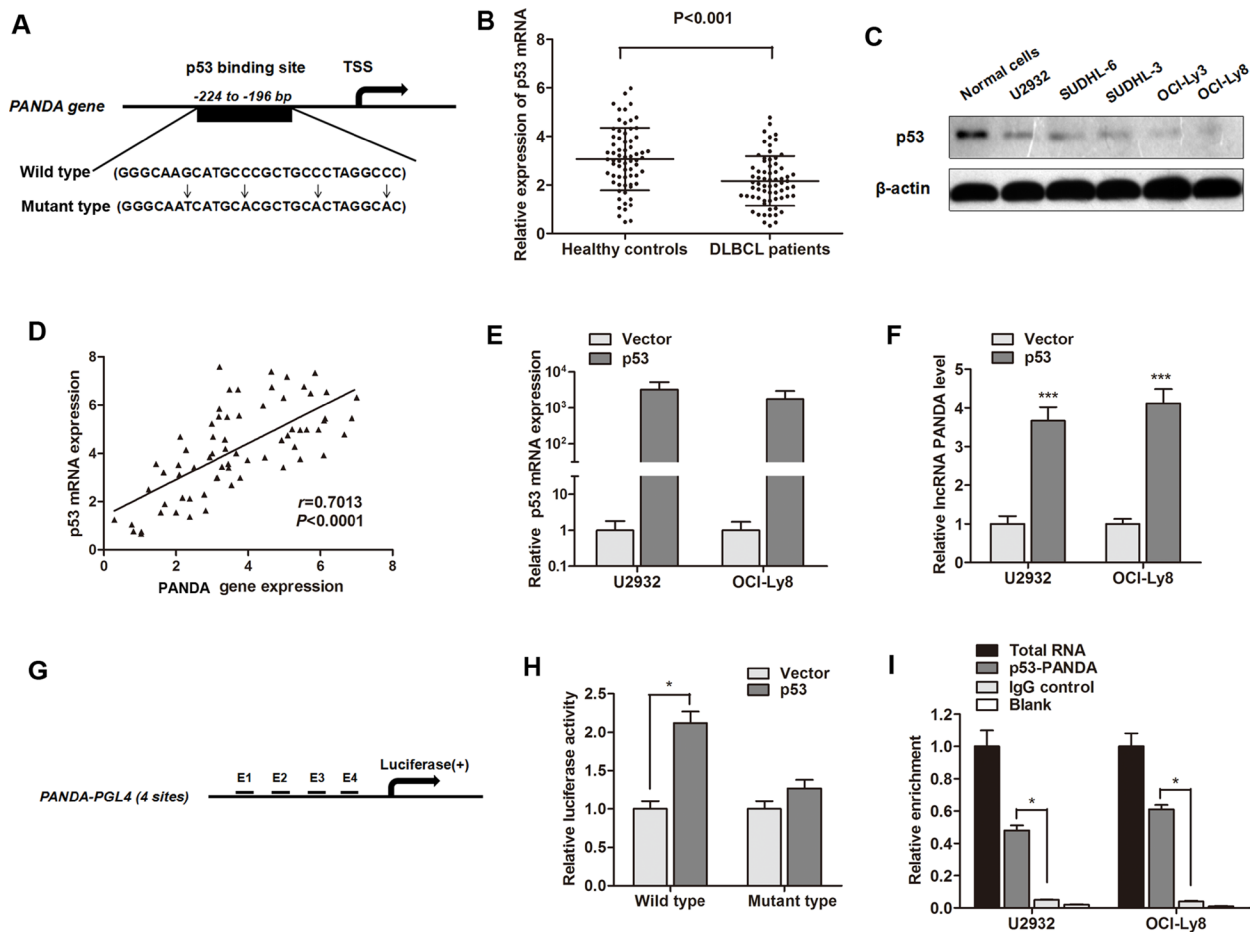 A
p53 binding site
TSS
-224 to -196 bp
PANDA gene
Wild type
(GGGCAAGCATGCCCGCTGCCCTAGGCCC)
Mutant type
(GGGCAATCATGCACGCTGCACTAGGCAC)
B
P<0.001
Relative expression of p53 mRNA
8
6
4
2
0
Healthy controls
DLBCL patients
C
Normal cells
U2932
SUDHL-6
SUDHL-3
OCI-Ly3
OCI-Ly8
p53
β-actin
D
p53 mRNA expression
8
6
4
2
0
r=0.7013
P<0.0001
0 2 4 6 8
PANDA gene expression
E
Vector
p53
Relative p53 mRNA expression
10⁴
10³
10²
10
1
0.1
U2932
OCI-Ly8
F
Vector
p53
Relative lncRNA PANDA level
5
4
3
2
1
0
***
***
U2932
OCI-Ly8
G
E1 E2 E3 E4
Luciferase(+)
PANDA-PGL4 (4 sites)
H
Vector
p53
Relative luciferase activity
2.5
2.0
1.5
1.0
0.5
0.0
*
Wild type
Mutant type
I
Total RNA
p53-PANDA
IgG control
Blank
Relative enrichment
1.2
1.0
0.8
0.6
0.4
0.2
0.0
*
*
U2932
OCI-Ly8